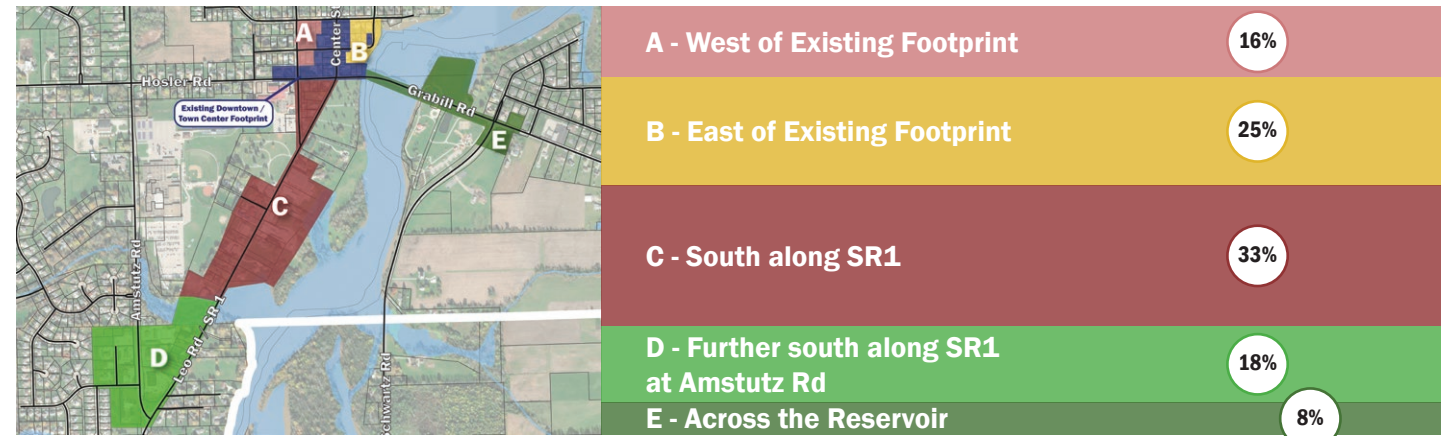 A
Center St
B
Hosler Rd
Existing Downtown /
Town Center Footprint
Grabill Rd
E
C
Amstutz Rd
Leo Rd - SR 1
D
Schwartz Rd
A - West of Existing Footprint
16%
B - East of Existing Footprint
25%
C - South along SR1
33%
D - Further south along SR1
at Amstutz Rd
18%
E - Across the Reservoir
8%